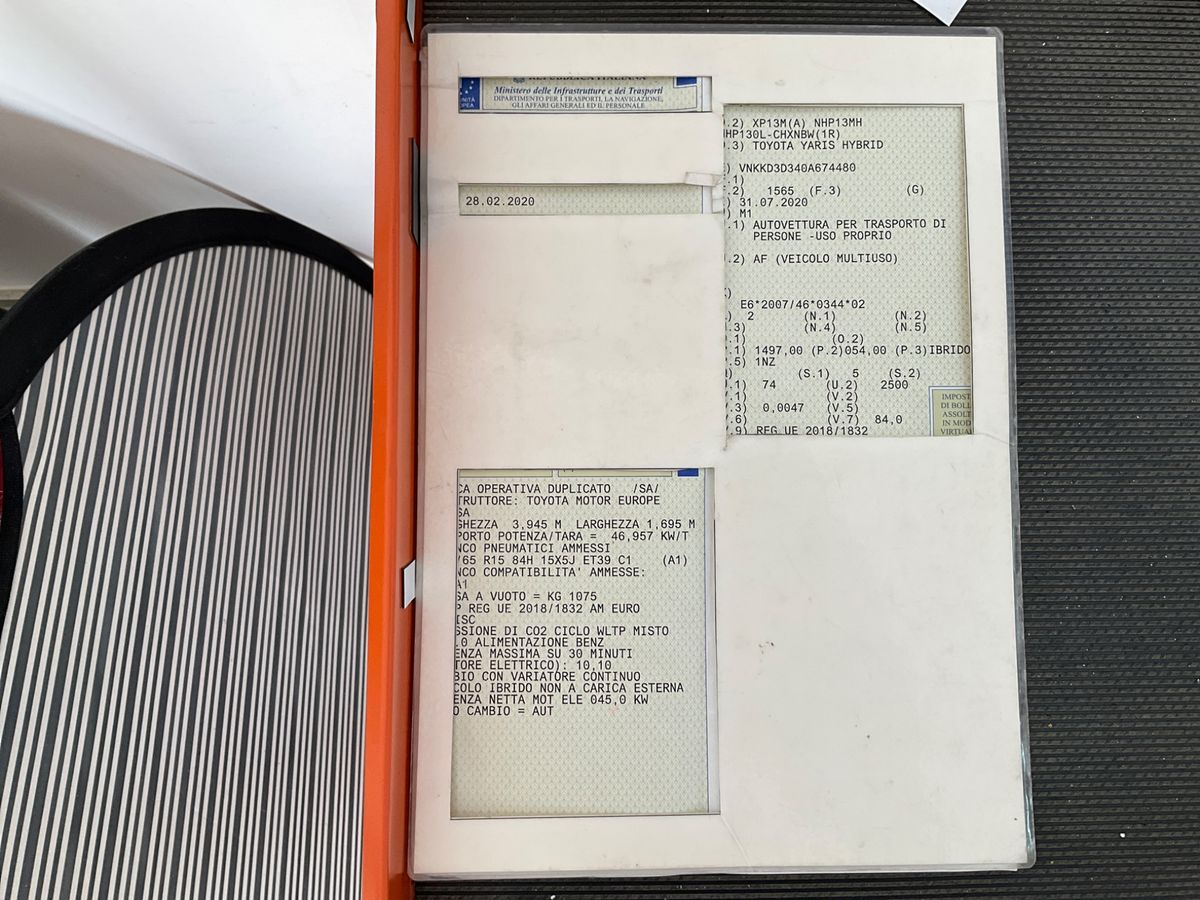 REPUBBLICA ITALIANA
Ministero delle Infrastrutture e dei Trasporti
DIPARTIMENTO PER I TRASPORTI, LA NAVIGAZIONE,
GLI AFFARI GENERALI ED IL PERSONALE
28.02.2020
.2) XP13M(A) NHP13MH
HP130L-CHXNBW(1R)
.3) TOYOTA YARIS HYBRID
) VNKKD3D340A674480
.1)
.2) 1565 (F.3) (G)
) 31.07.2020
) M1
.1) AUTOVETTURA PER TRASPORTO DI
PERSONE -USO PROPRIO
.2) AF (VEICOLO MULTIUSO)
)
E6*2007/46*0344*02
) 2 (N.1) (N.2)
.3) (N.4) (N.5)
.1) (O.2)
.1) 1497,00 (P.2)054,00 (P.3)IBRIDO
.5) 1NZ
) (S.1) 5 (S.2)
.1) 74 (U.2) 2500
.1) (V.2)
.3) 0,0047 (V.5)
.6) (V.7) 84,0
.9) REG UE 2018/1832
IMPOST
DI BOLL
ASSOLT
IN MOD
VIRTUA
CA OPERATIVA DUPLICATO /SA/
TRUTTORE: TOYOTA MOTOR EUROPE
SA
GHEZZA 3,945 M LARGHEZZA 1,695 M
PORTO POTENZA/TARA = 46,957 KW/T
NCO PNEUMATICI AMMESSI
/65 R15 84H 15X5J ET39 C1 (A1)
NCO COMPATIBILITA' AMMESSE:
A1
SA A VUOTO = KG 1075
P REG UE 2018/1832 AM EURO
ISC
SSIONE DI CO2 CICLO WLTP MISTO
.0 ALIMENTAZIONE BENZ
ENZA MASSIMA SU 30 MINUTI
TORE ELETTRICO): 10,10
BIO CON VARIATORE CONTINUO
COLO IBRIDO NON A CARICA ESTERNA
ENZA NETTA MOT ELE 045,0 KW
O CAMBIO = AUT